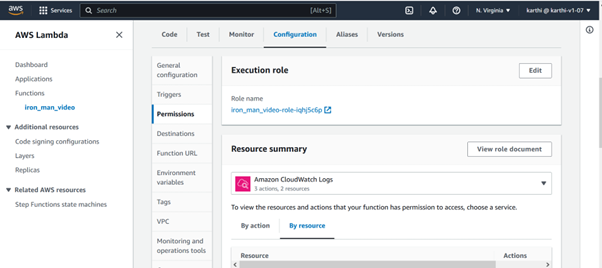 aws
Services
Search
[Alt+S]
N. Virginia
karthi @ karthi-v1-07
AWS Lambda
Dashboard
Applications
Functions
iron_man_video
Additional resources
Code signing configurations
Layers
Replicas
Related AWS resources
Step Functions state machines
Code
Test
Monitor
Configuration
Aliases
Versions
General
configuration
Triggers
Permissions
Destinations
Function URL
Environment
variables
Tags
VPC
Monitoring and
operations tools
Execution role
Edit
Role name
iron_man_video-role-iqhj5c6p
Resource summary
View role document
Amazon CloudWatch Logs
3 actions, 2 resources
To view the resources and actions that your function has permission to access, choose a service.
By action
By resource
Resource
Actions